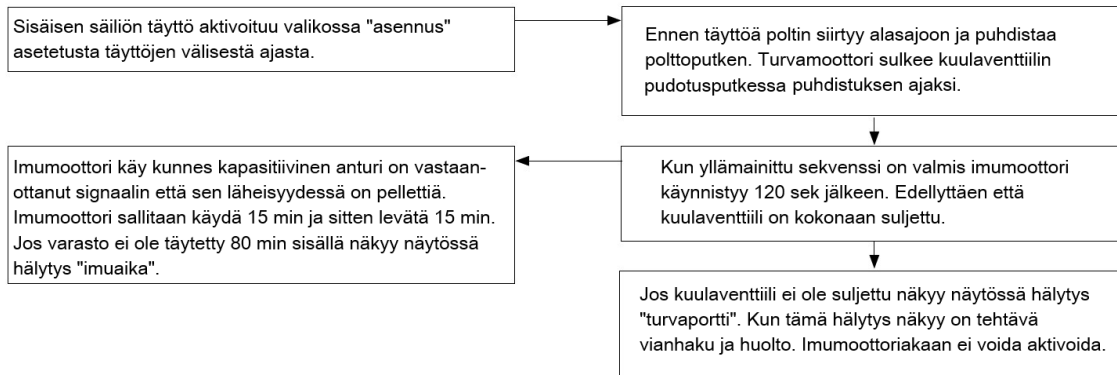 Sisäisen säiliön täyttö aktivoituu valikossa "asennus"
asetetusta täyttöjen välisestä ajasta.
Ennen täyttöä poltin siirtyy alasajoon ja puhdistaa
polttoputken. Turvamoottori sulkee kuulaventtiilin
pudotusputkessa puhdistuksen ajaksi.
Kun yllämainittu sekvenssi on valmis imumoottori
käynnistyy 120 sek jälkeen. Edellyttäen että
kuulaventtiili on kokonaan suljettu.
Imumoottori käy kunnes kapasitiivinen anturi on vastaan-
ottanut signaalin että sen läheisyydessä on pellettiä.
Imumoottori sallitaan käydä 15 min ja sitten levätä 15 min.
Jos varasto ei ole täytetty 80 min sisällä näkyy näytössä
hälytys "imuaika".
Jos kuulaventtiili ei ole suljettu näkyy näytössä hälytys
"turvaportti". Kun tämä hälytys näkyy on tehtävä
vianhaku ja huolto. Imumoottoriakaan ei voida aktivoida.